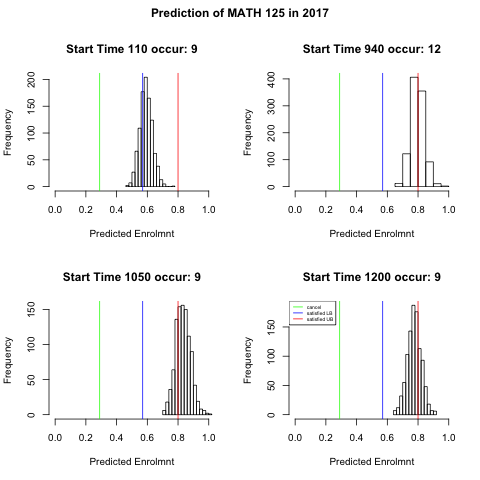 Prediction of MATH 125 in 2017
Start Time 110 occur: 9
Frequency
0 50 100 150 200
0.0 0.2 0.4 0.6 0.8 1.0
Predicted Enrolmnt
Start Time 940 occur: 12
Frequency
0 100 200 300 400
0.0 0.2 0.4 0.6 0.8 1.0
Predicted Enrolmnt
Start Time 1050 occur: 9
Frequency
0 50 100 150
0.0 0.2 0.4 0.6 0.8 1.0
Predicted Enrolmnt
Start Time 1200 occur: 9
cancel
satisfied LB
satisfied UB
Frequency
0 50 100 150
0.0 0.2 0.4 0.6 0.8 1.0
Predicted Enrolmnt